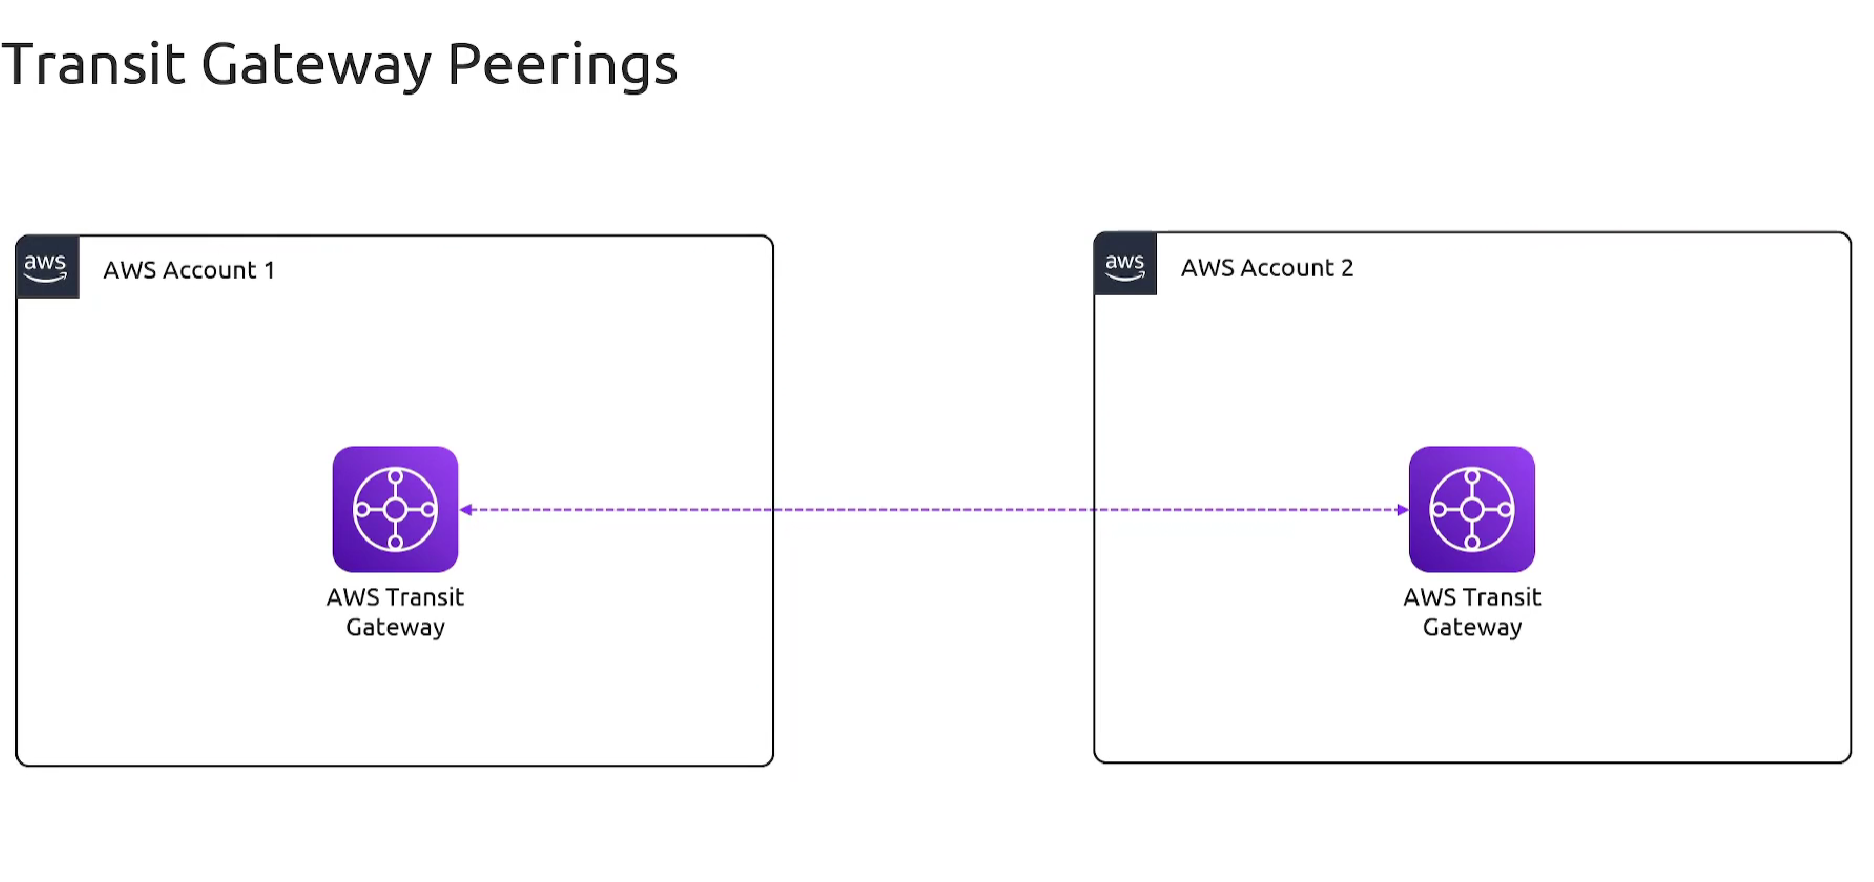 Transit Gateway Peerings
aws
AWS Account 1
aws
AWS Account 2
AWS Transit
Gateway
AWS Transit
Gateway